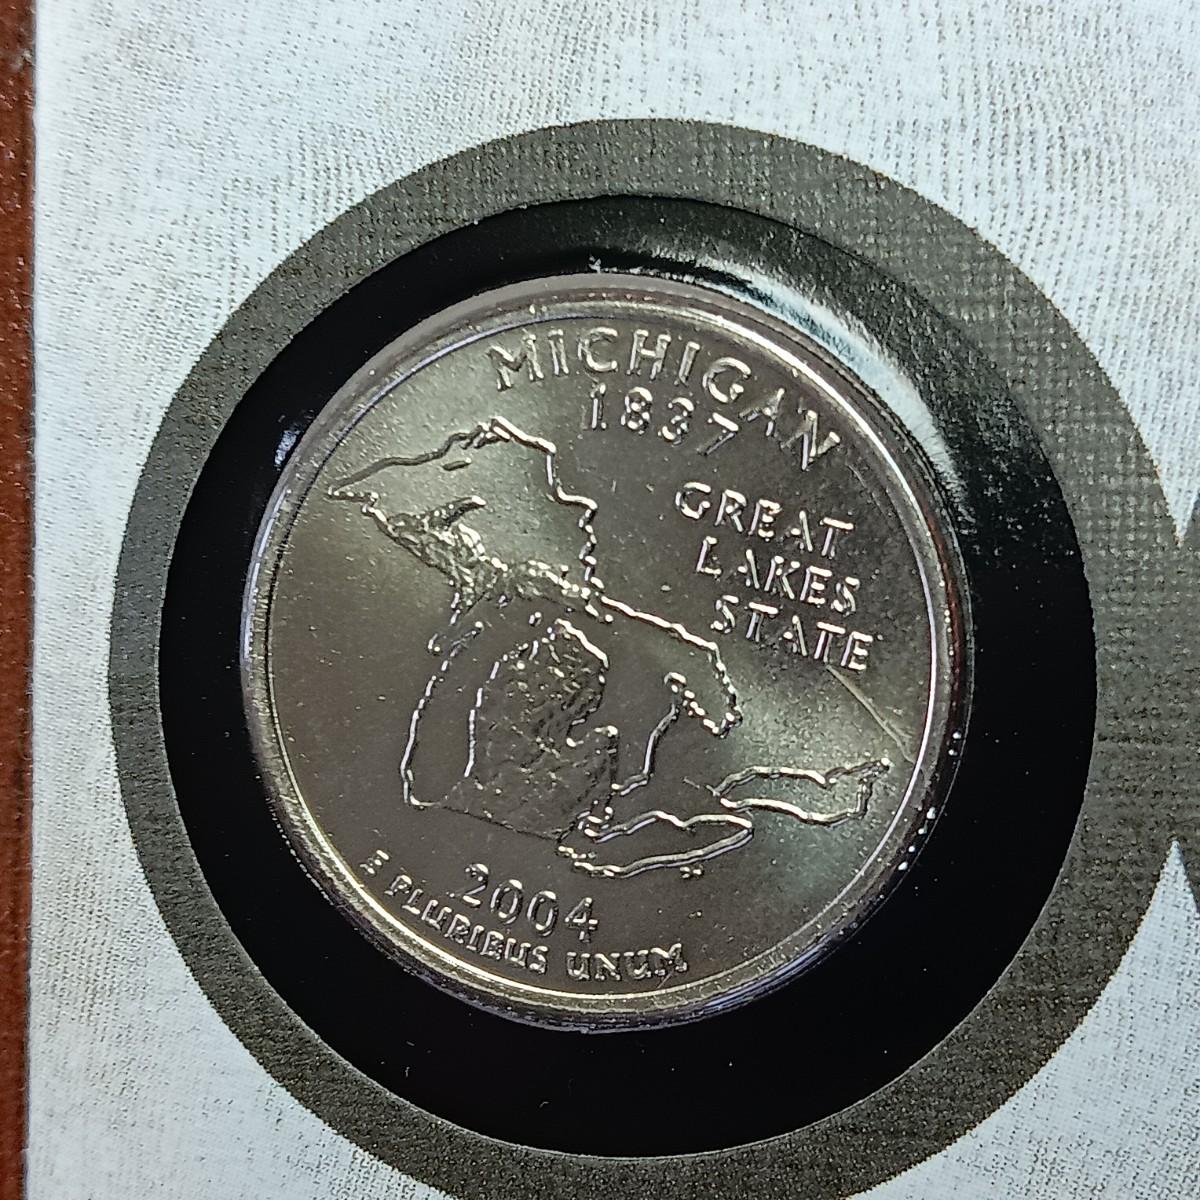 MICHIGAN
1837
GREAT
LAKES
STATE
2004
E PLURIBUS UNUM